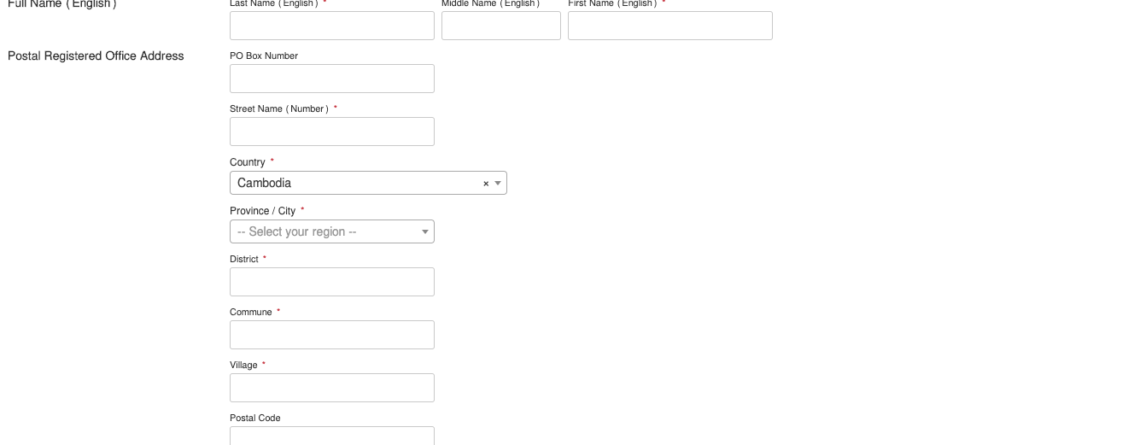 Full Name (English) Last Name (English) * Middle Name (English) First Name (English) *
Postal Registered Office Address PO Box Number
Street Name (Number) *
Country *
Cambodia × 
Province / City *
-- Select your region --
District *
Commune *
Village *
Postal Code